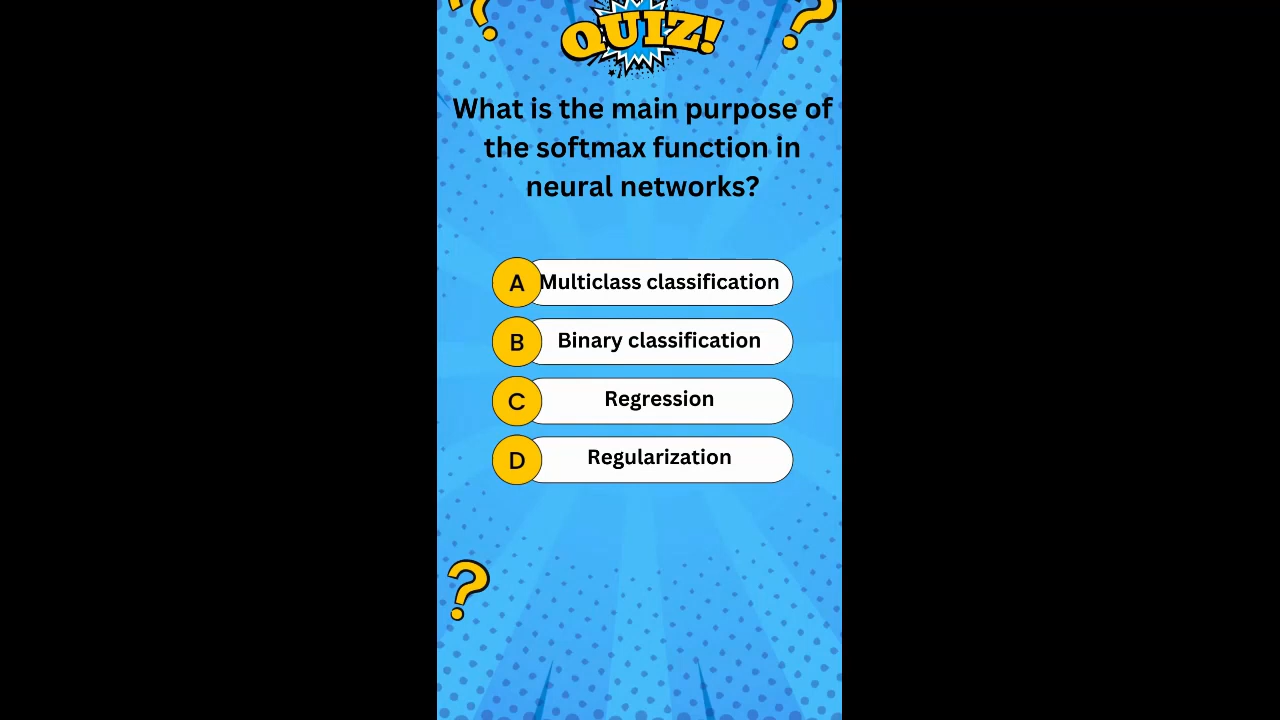 QUIZ!
What is the main purpose of
the softmax function in
neural networks?
A Multiclass classification
B Binary classification
C Regression
D Regularization